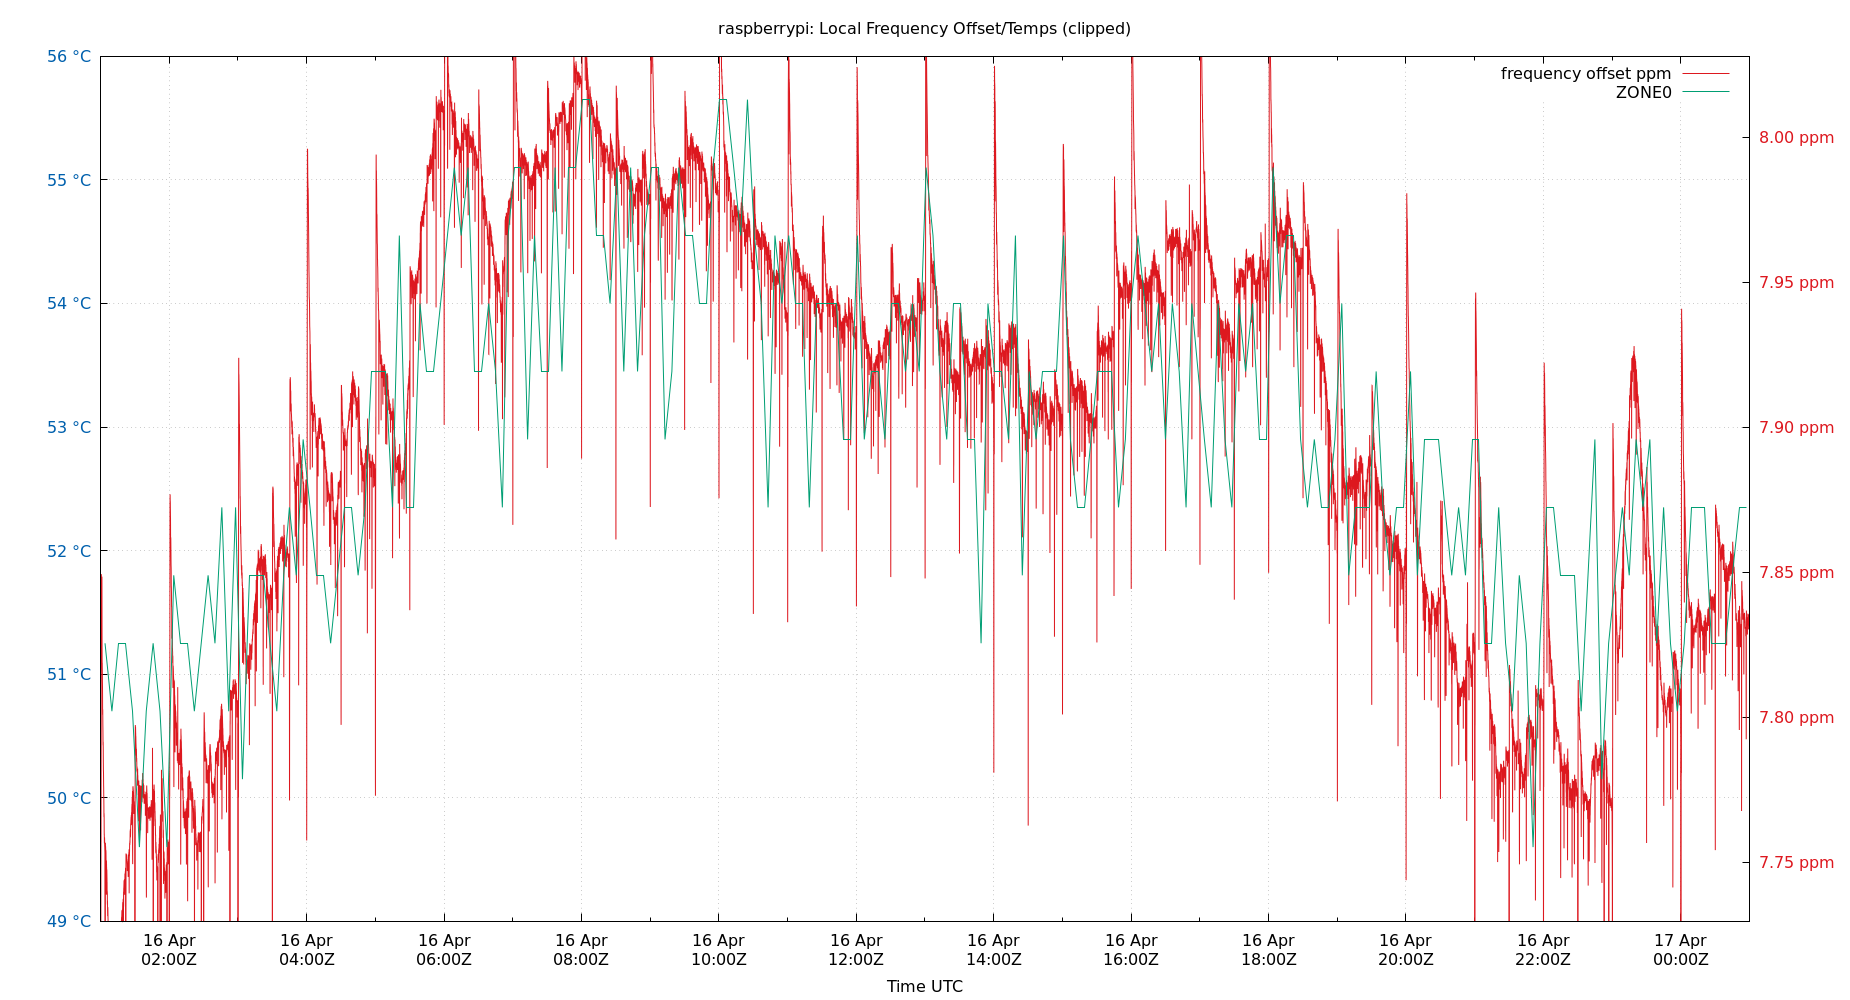 raspberrypi: Local Frequency Offset/Temps (clipped)
frequency offset ppm
ZONE0
56 °C
55 °C
54 °C
53 °C
52 °C
51 °C
50 °C
49 °C
8.00 ppm
7.95 ppm
7.90 ppm
7.85 ppm
7.80 ppm
7.75 ppm
16 Apr 16 Apr 16 Apr 16 Apr 16 Apr 16 Apr 16 Apr 16 Apr 16 Apr 16 Apr 16 Apr 17 Apr
02:00Z 04:00Z 06:00Z 08:00Z 10:00Z 12:00Z 14:00Z 16:00Z 18:00Z 20:00Z 22:00Z 00:00Z
Time UTC